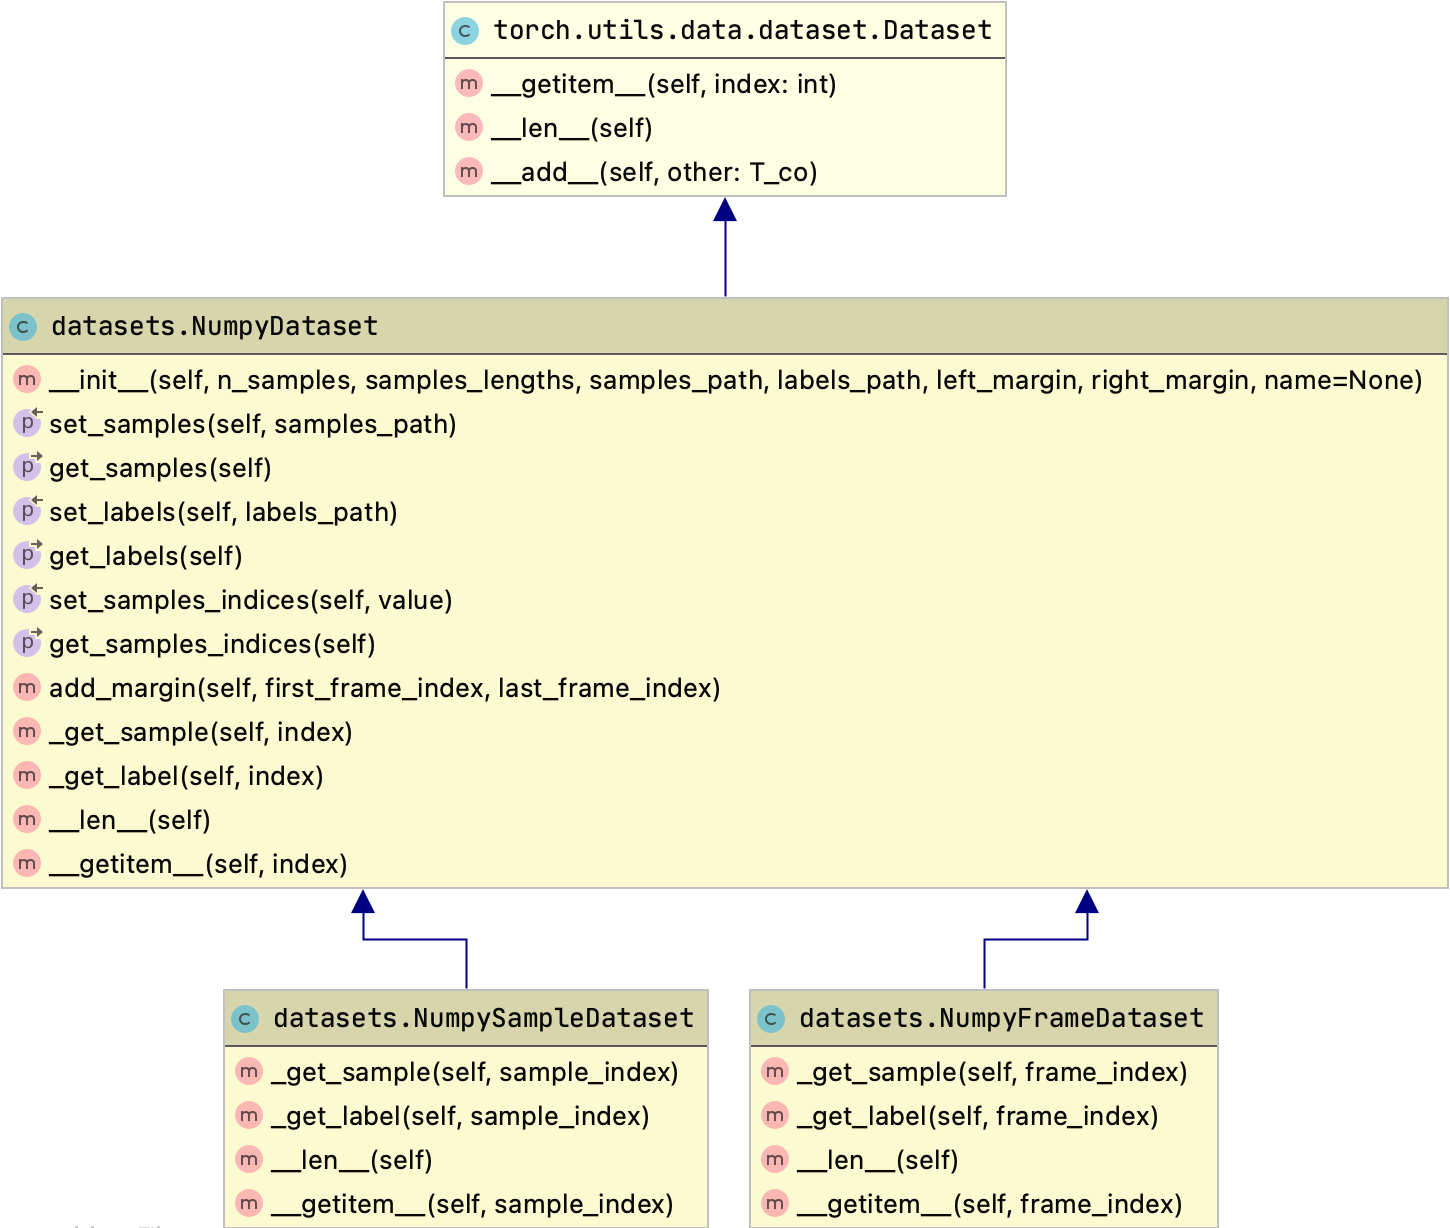 C torch.utils.data.dataset.Dataset
m __getitem__(self, index: int)
m __len__(self)
m __add__(self, other: T_co)
C datasets.NumpyDataset
m __init__(self, n_samples, samples_lengths, samples_path, labels_path, left_margin, right_margin, name=None)
p set_samples(self, samples_path)
p get_samples(self)
p set_labels(self, labels_path)
p get_labels(self)
p set_samples_indices(self, value)
p get_samples_indices(self)
m add_margin(self, first_frame_index, last_frame_index)
m _get_sample(self, index)
m _get_label(self, index)
m __len__(self)
m __getitem__(self, index)
C datasets.NumpySampleDataset
m _get_sample(self, sample_index)
m _get_label(self, sample_index)
m __len__(self)
m __getitem__(self, sample_index)
C datasets.NumpyFrameDataset
m _get_sample(self, frame_index)
m _get_label(self, frame_index)
m __len__(self)
m __getitem__(self, frame_index)